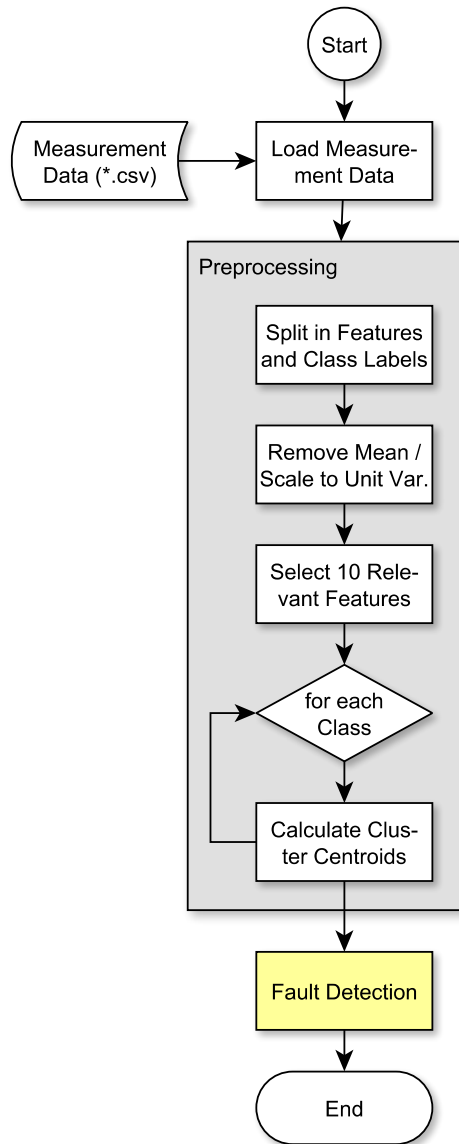 Start
Measurement
Data (*.csv)
Load Measure-
ment Data
Preprocessing
Split in Features
and Class Labels
Remove Mean /
Scale to Unit Var.
Select 10 Rele-
vant Features
for each
Class
Calculate Clus-
ter Centroids
Fault Detection
End